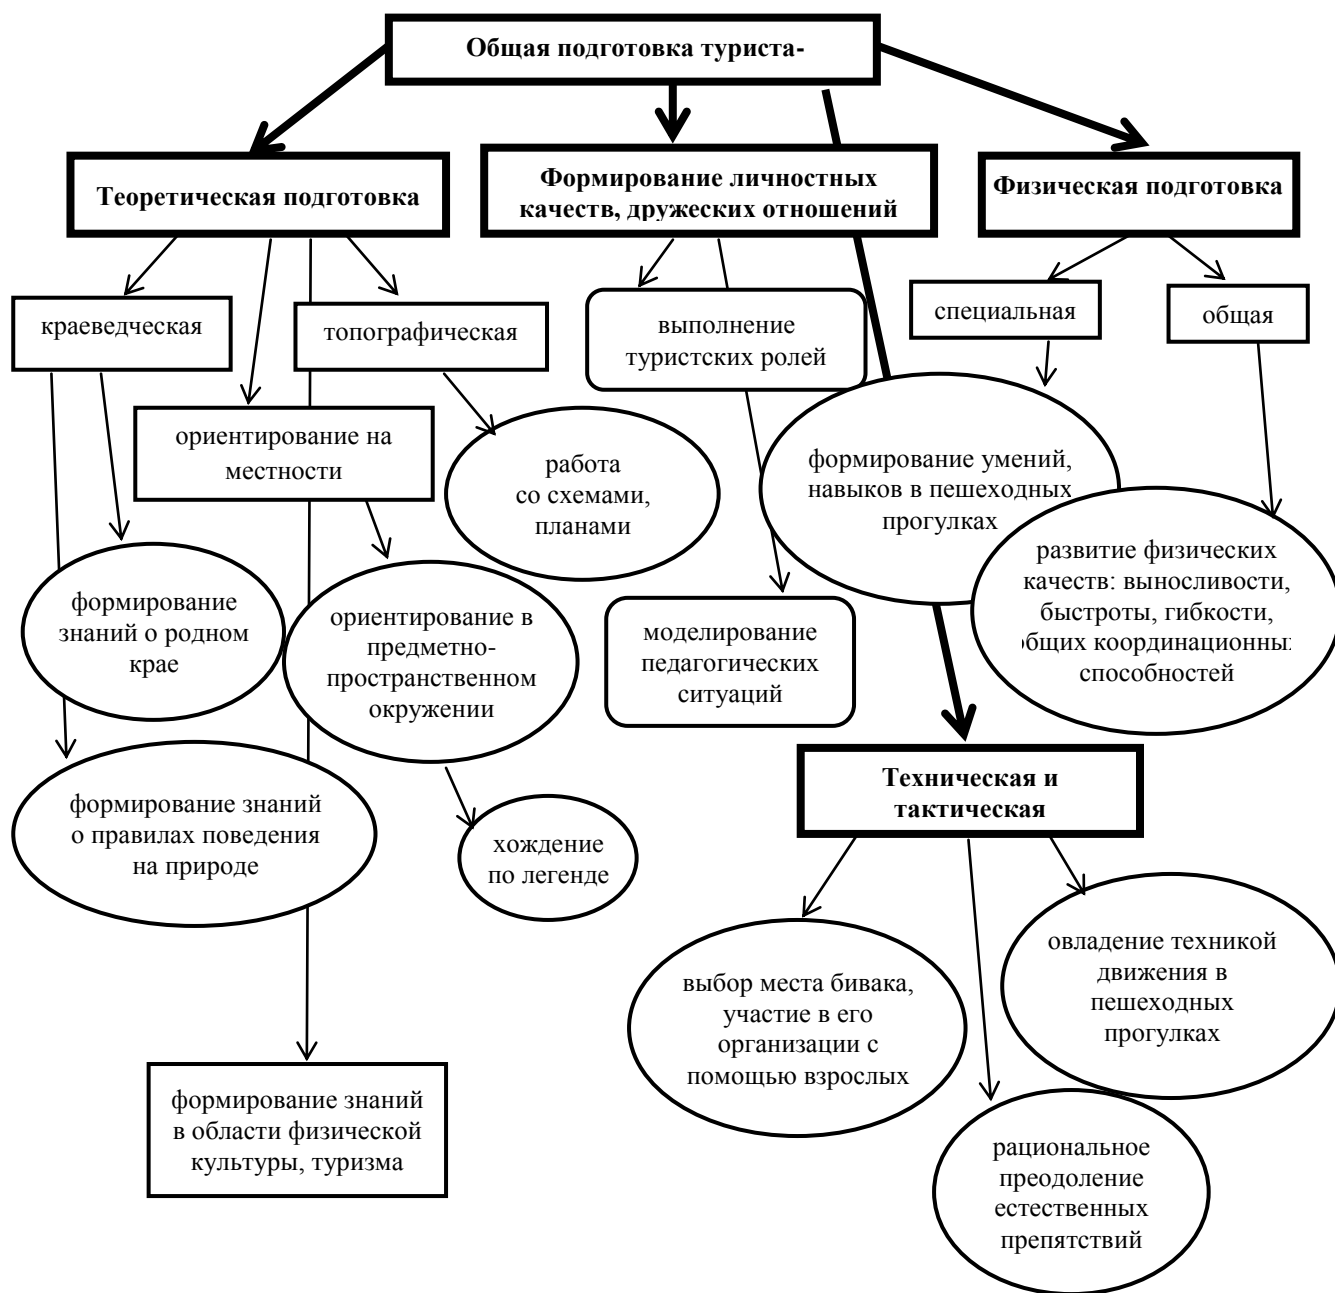 Общая подготовка туриста-
Теоретическая подготовка
Формирование личностных
качеств, дружеских отношений
Физическая подготовка
краеведческая
топографическая
выполнение
туристских ролей
специальная
общая
ориентирование на
местности
работа
со схемами,
планами
формирование умений,
навыков в пешеходных
прогулках
развитие физических
качеств: выносливости,
быстроты, гибкости,
общих координационных
способностей
формирование
знаний о родном
крае
ориентирование в
предметно-
пространственном
окружении
моделирование
педагогических
ситуаций
Техническая и
тактическая
формирование знаний
о правилах поведения
на природе
хождение
по легенде
выбор места бивака,
участие в его
организации с
помощью взрослых
овладение техникой
движения в
пешеходных
прогулках
формирование знаний
в области физической
культуры, туризма
рациональное
преодоление
естественных
препятствий